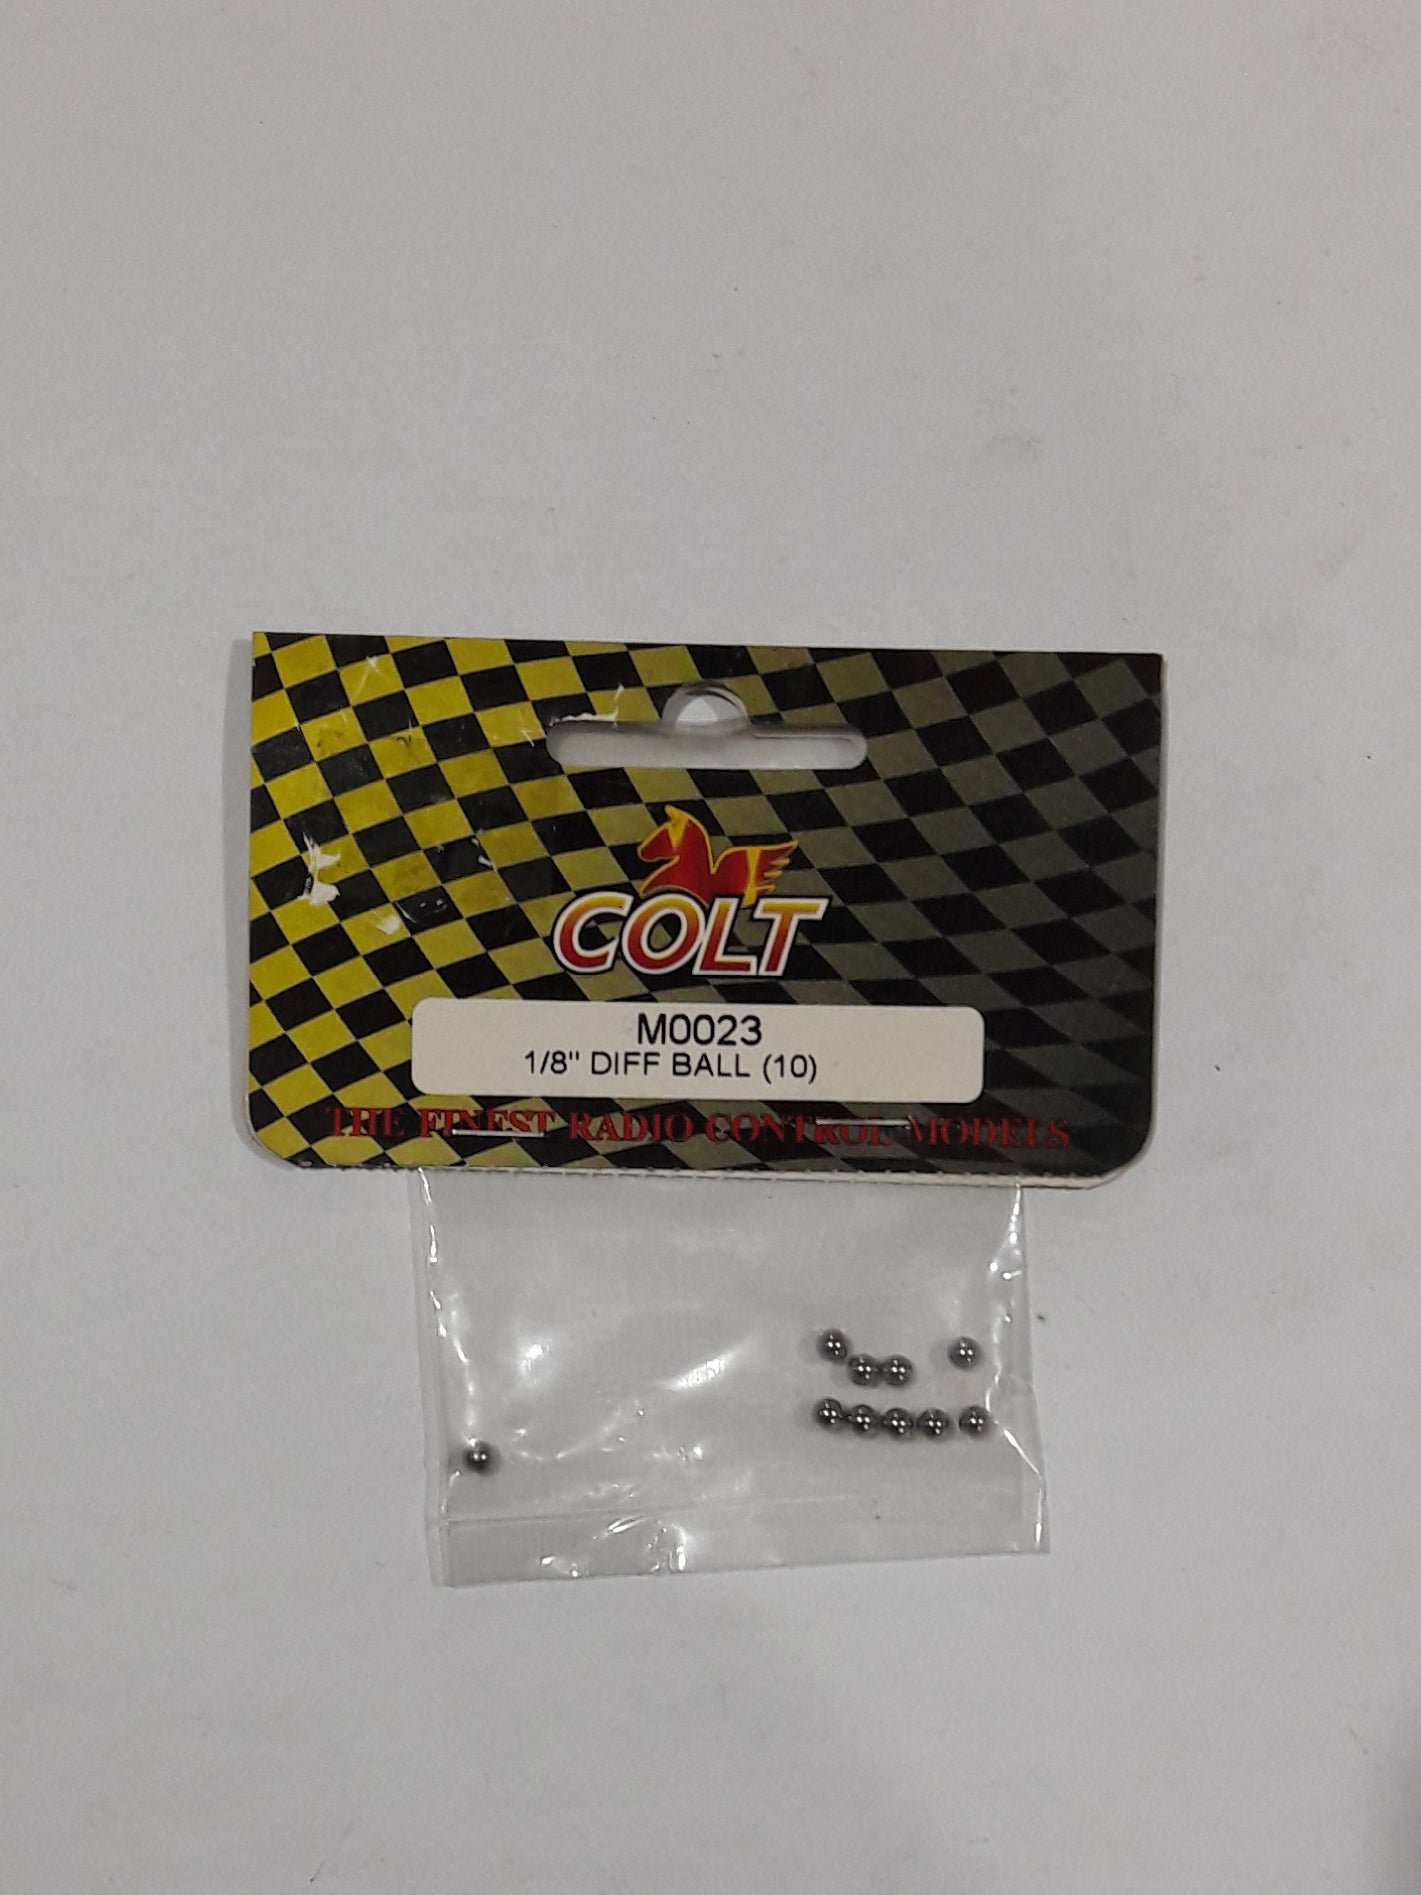 COLT
M0023
1/8" DIFF BALL (10)
THE FINEST RADIO CONTROL MODELS